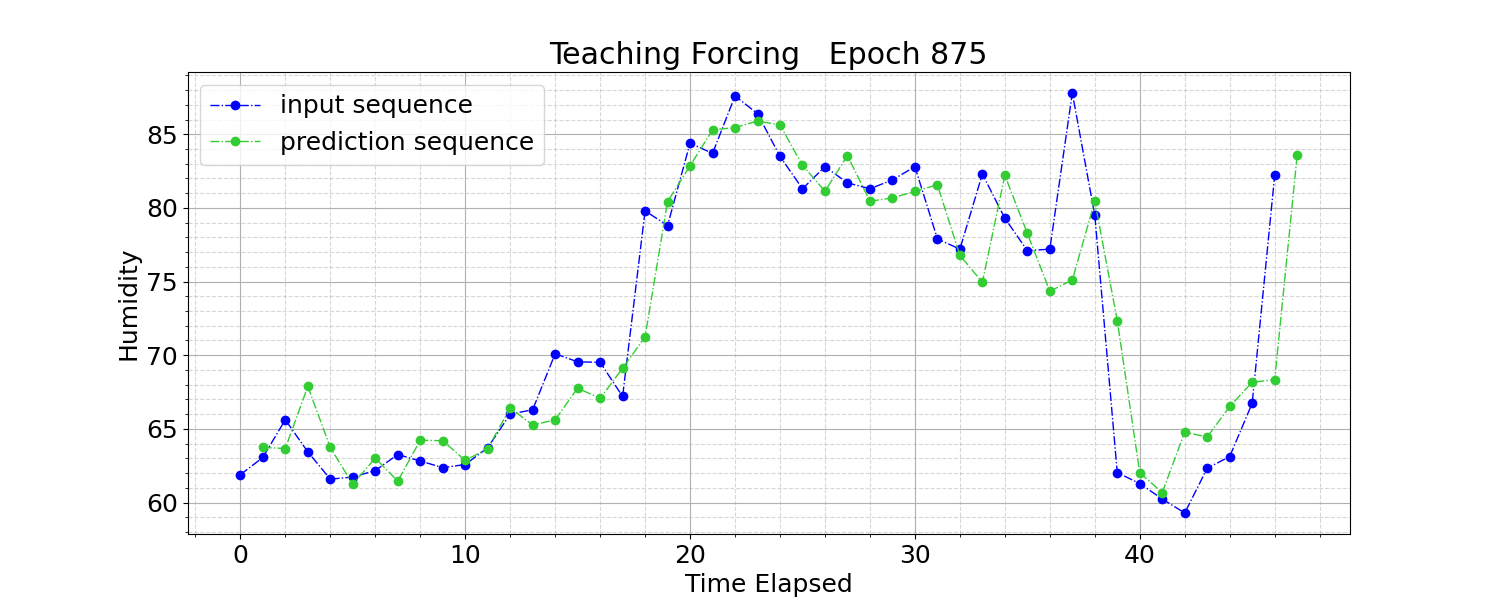 Teaching Forcing   Epoch 875
input sequence
prediction sequence
Humidity
85
80
75
70
65
60
0 10 20 30 40
Time Elapsed